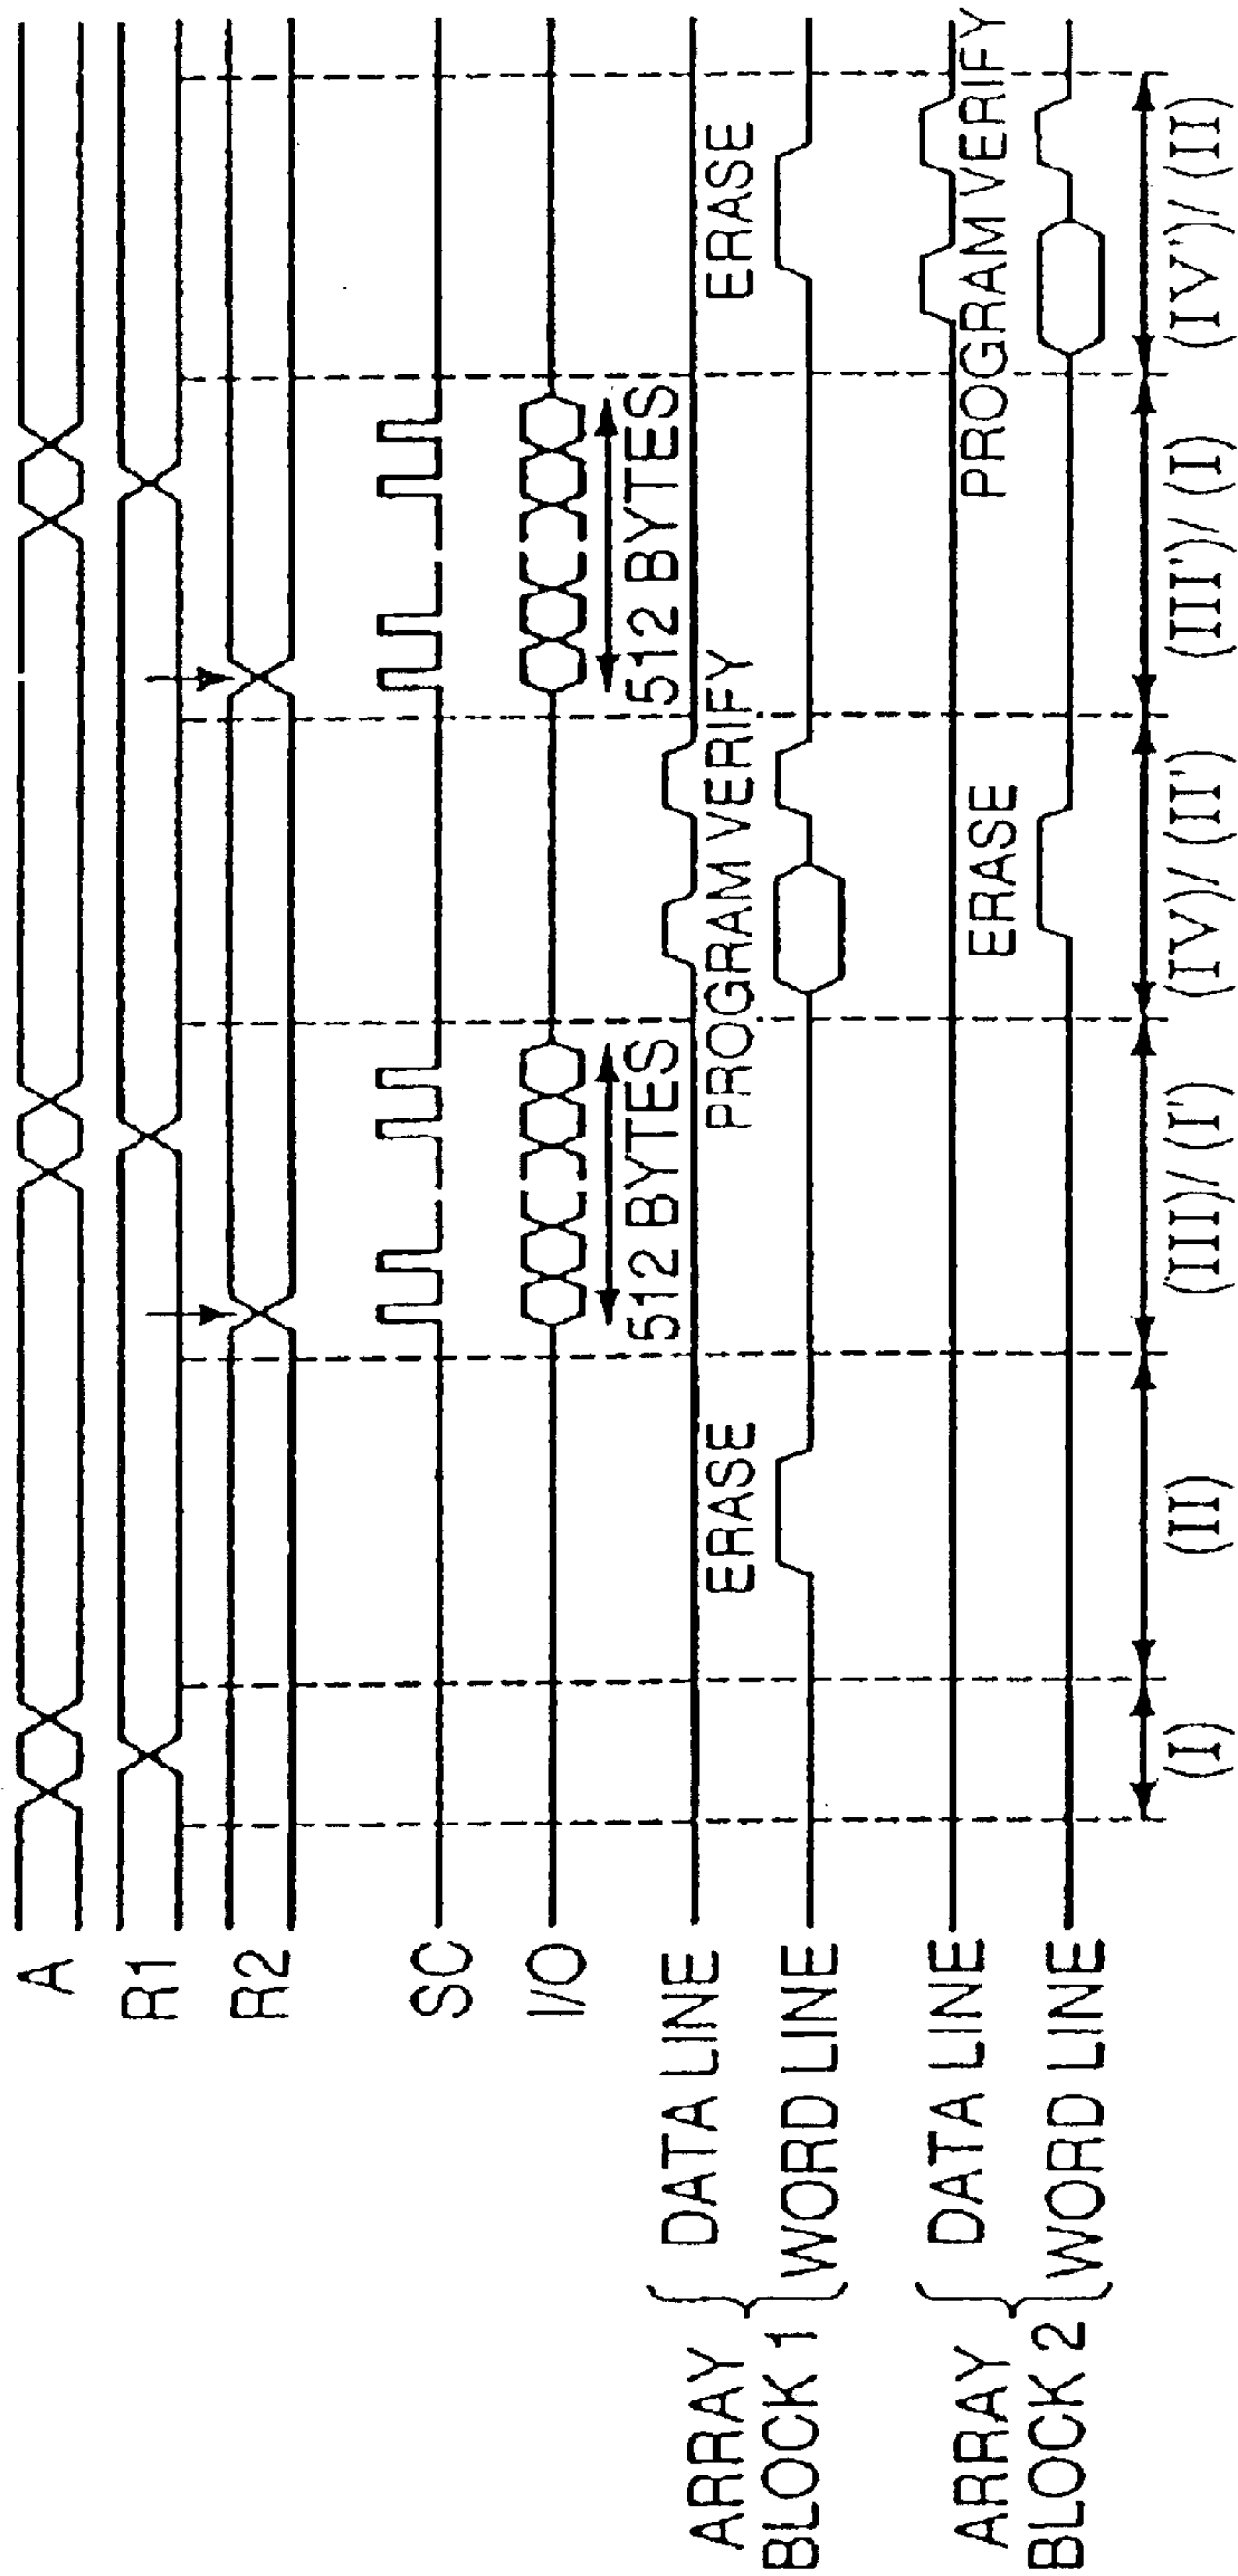 A
R1
R2
SC
I/O
512 BYTES
512 BYTES
ARRAY
BLOCK 1
DATA LINE
WORD LINE
ERASE
PROGRAM VERIFY
ERASE
ARRAY
BLOCK 2
DATA LINE
WORD LINE
ERASE
PROGRAM VERIFY
(I)
(II)
(III)/ (I')
(IV)/ (II')
(III')/ (I)
(IV')/ (II)